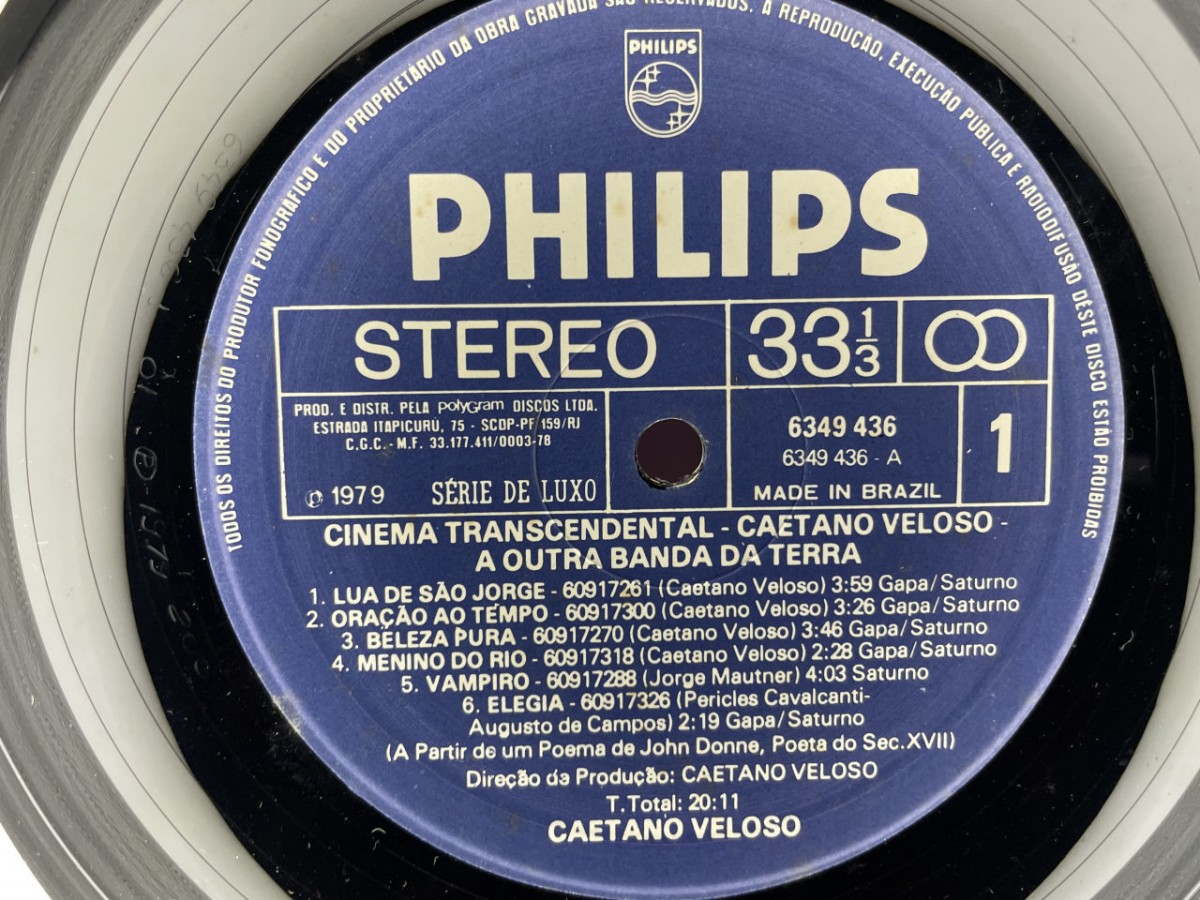 TODOS OS DIREITOS DO PRODUTOR FONOGRÁFICO E DO PROPRIETÁRIO DA OBRA GRAVADA SÃO RESERVADOS. A REPRODUÇÃO, EXECUÇÃO PÚBLICA E RADIODIFUSÃO DÊSTE DISCO ESTÃO PROIBIDAS
PHILIPS
PHILIPS
STEREO
33 1/3
PROD. E DISTR. PELA polyGram DISCOS LTDA.
ESTRADA ITAPICURÚ, 75 - SCDP-PF 159/RJ
C.G.C.-M.F. 33.177.411/0003-78
℗ 1979 SÉRIE DE LUXO
6349 436
6349 436 - A
MADE IN BRAZIL
1
CINEMA TRANSCENDENTAL - CAETANO VELOSO -
A OUTRA BANDA DA TERRA
1. LUA DE SÃO JORGE - 60917261 (Caetano Veloso) 3:59 Gapa/Saturno
2. ORAÇÃO AO TEMPO - 60917300 (Caetano Veloso) 3:26 Gapa/Saturno
3. BELEZA PURA - 60917270 (Caetano Veloso) 3:46 Gapa/Saturno
4. MENINO DO RIO - 60917318 (Caetano Veloso) 2:28 Gapa/Saturno
5. VAMPIRO - 60917288 (Jorge Mautner) 4:03 Saturno
6. ELEGIA - 60917326 (Pericles Cavalcanti-
Augusto de Campos) 2:19 Gapa/Saturno
(A Partir de um Poema de John Donne, Poeta do Sec.XVII)
Direção da Produção: CAETANO VELOSO
T.Total: 20:11
CAETANO VELOSO